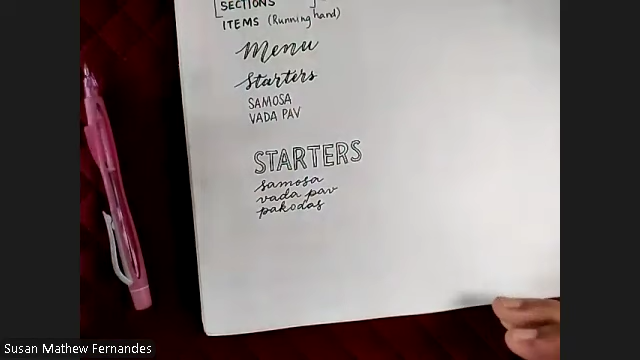 SECTIONS
ITEMS (Running hand)
Menu
Starters
SAMOSA
VADA PAV
STARTERS
samosa
vada pav
pakodas
Susan Mathew Fernandes